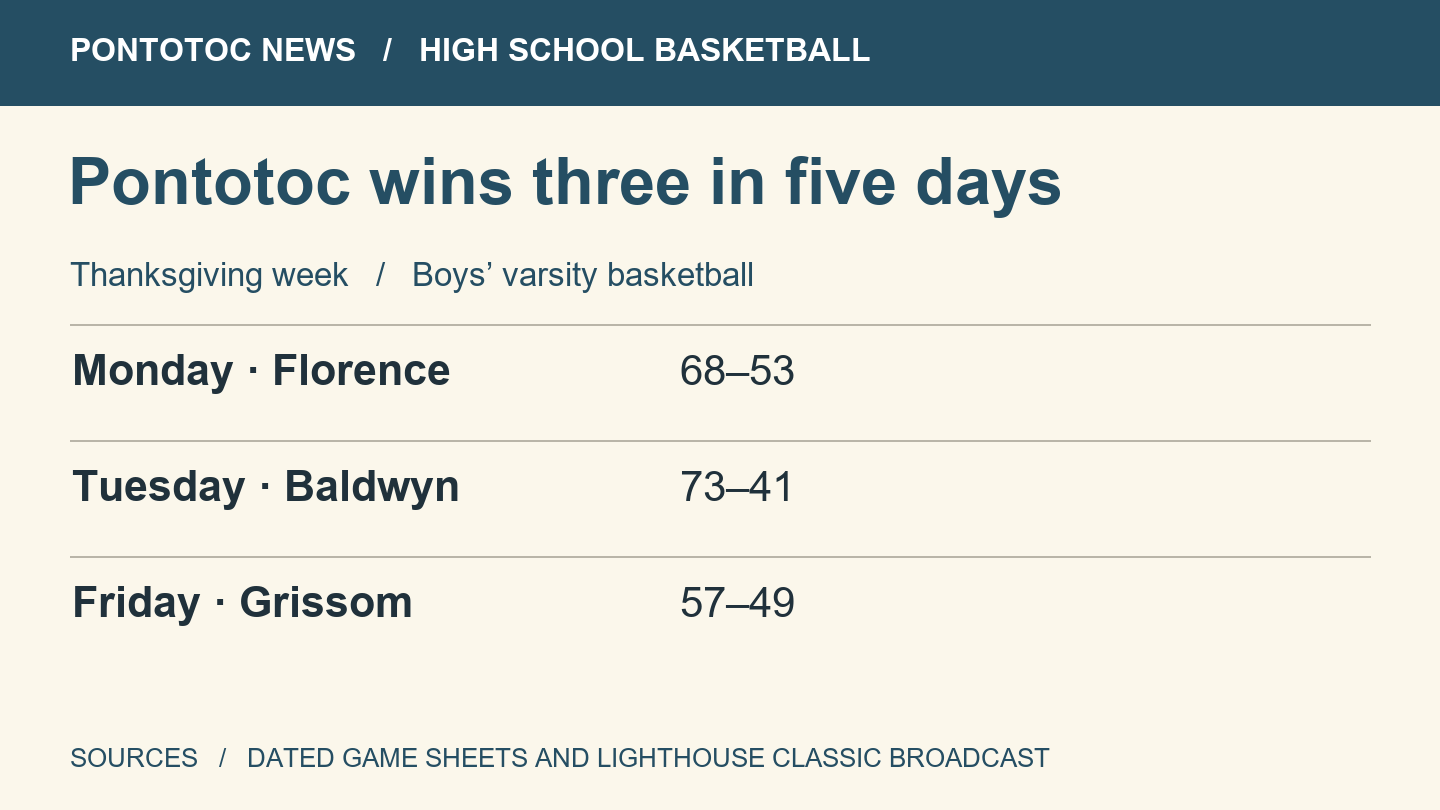 PONTOTOC NEWS / HIGH SCHOOL BASKETBALL
Pontotoc wins three in five days
Thanksgiving week / Boys’ varsity basketball
Monday · Florence 68–53
Tuesday · Baldwyn 73–41
Friday · Grissom 57–49
SOURCES / DATED GAME SHEETS AND LIGHTHOUSE CLASSIC BROADCAST